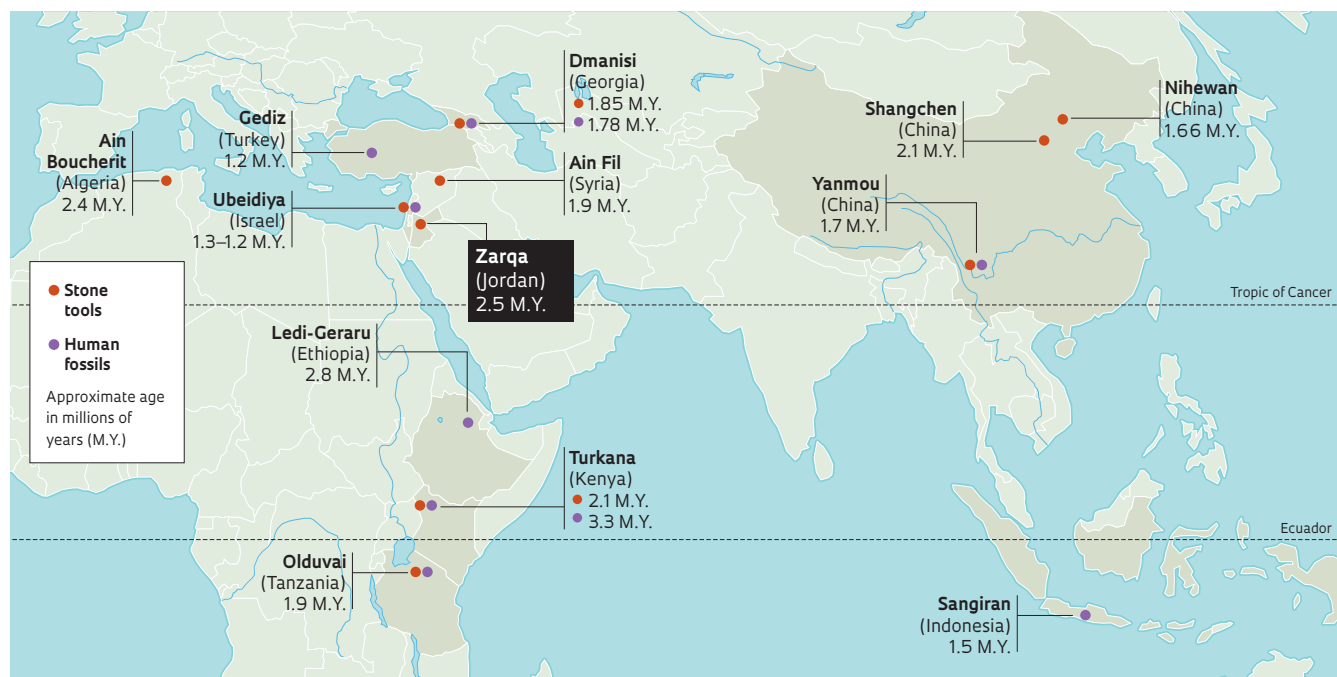 Dmanisi
(Georgia)
1.85 M.Y.
1.78 M.Y.
Nihewan
(China)
1.66 M.Y.
Shangchen
(China)
2.1 M.Y.
Gediz
(Turkey)
1.2 M.Y.
Ain
Boucherit
(Algeria)
2.4 M.Y.
Ain Fil
(Syria)
1.9 M.Y.
Yanmou
(China)
1.7 M.Y.
Ubeidiya
(Israel)
1.3–1.2 M.Y.
Zarqa
(Jordan)
2.5 M.Y.
Stone
tools
Human
fossils
Approximate age
in millions of
years (M.Y.)
Tropic of Cancer
Ledi-Geraru
(Ethiopia)
2.8 M.Y.
Turkana
(Kenya)
2.1 M.Y.
3.3 M.Y.
Ecuador
Olduvai
(Tanzania)
1.9 M.Y.
Sangiran
(Indonesia)
1.5 M.Y.